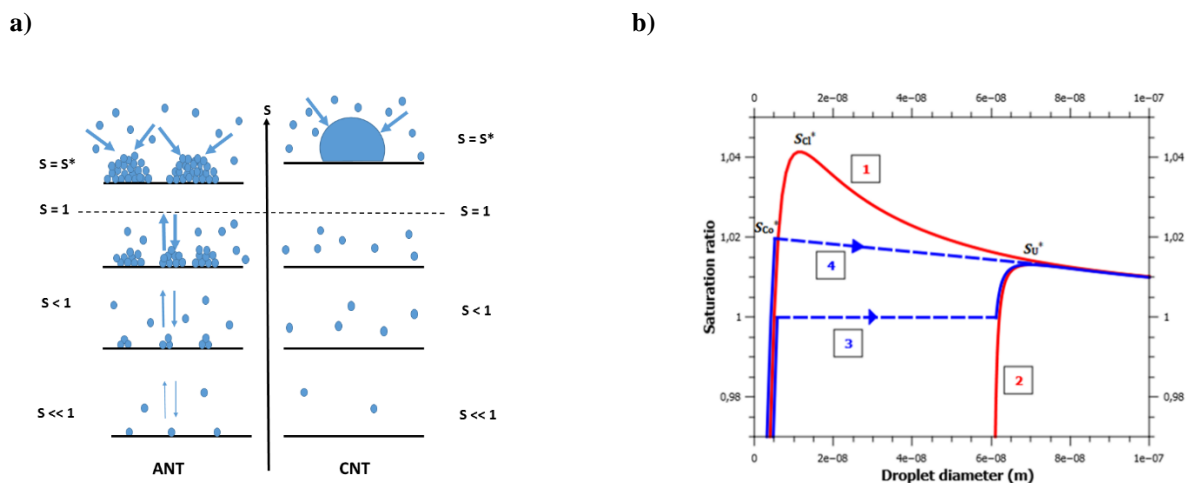 a)
b)
S
S = S*
S = S*
S = 1
S = 1
S < 1
S < 1
S << 1
S << 1
ANT
CNT
0 2e-08 4e-08 6e-08 8e-08 1e-07
Saturation ratio
1,04
1,02
1
0,98
1,04
1,02
1
0,98
SCl*
1
SCo*
SU*
4
3
2
0 2e-08 4e-08 6e-08 8e-08 1e-07
Droplet diameter (m)